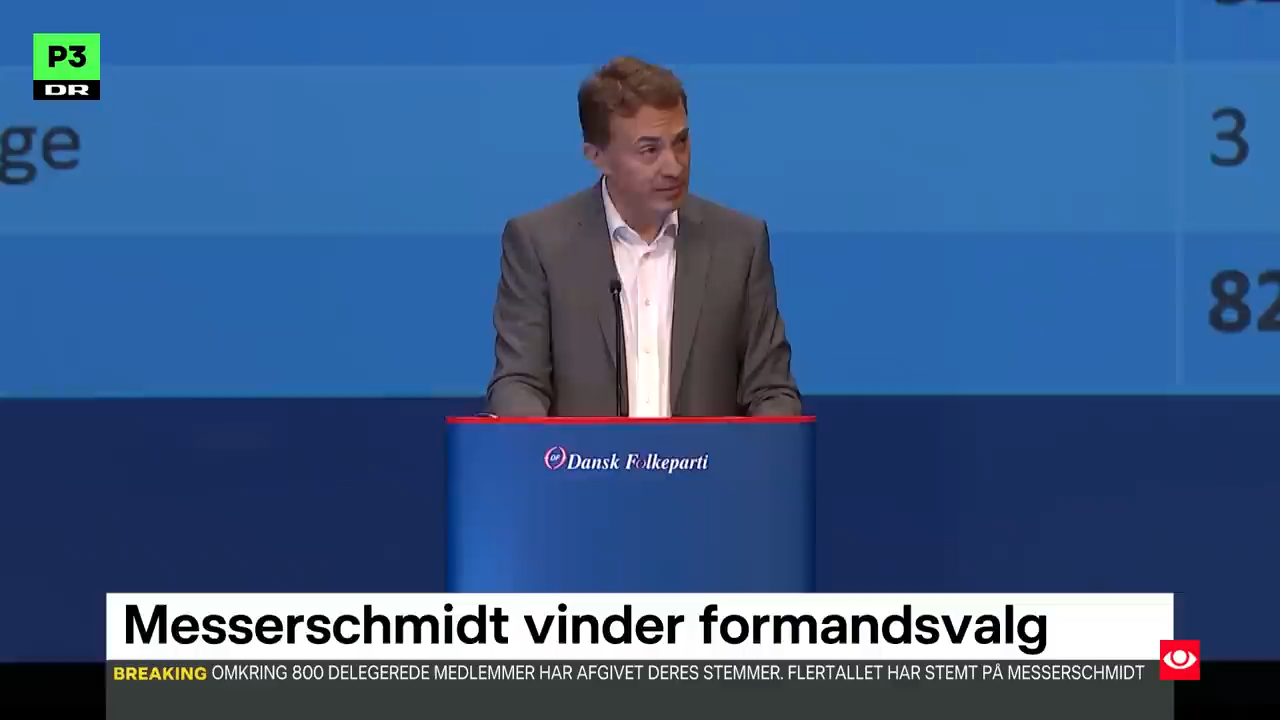 P3
DR
ge
3
82
DF Dansk Folkeparti
Messerschmidt vinder formandsvalg
BREAKING OMKRING 800 DELEGEREDE MEDLEMMER HAR AFGIVET DERES STEMMER. FLERTALLET HAR STEMT PÅ MESSERSCHMIDT